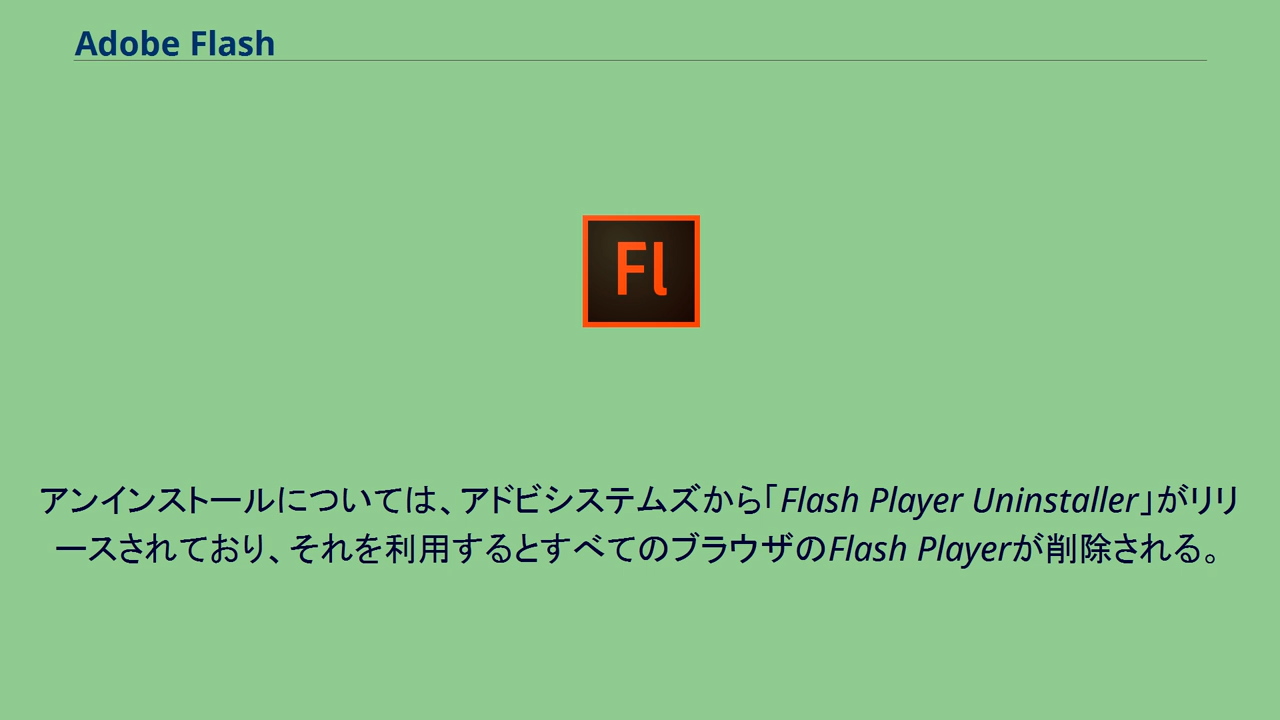 Adobe Flash
Fl
アンインストールについては、アドビシステムズから「Flash Player Uninstaller」がリリ
ースされており、それを利用するとすべてのブラウザのFlash Playerが削除される。